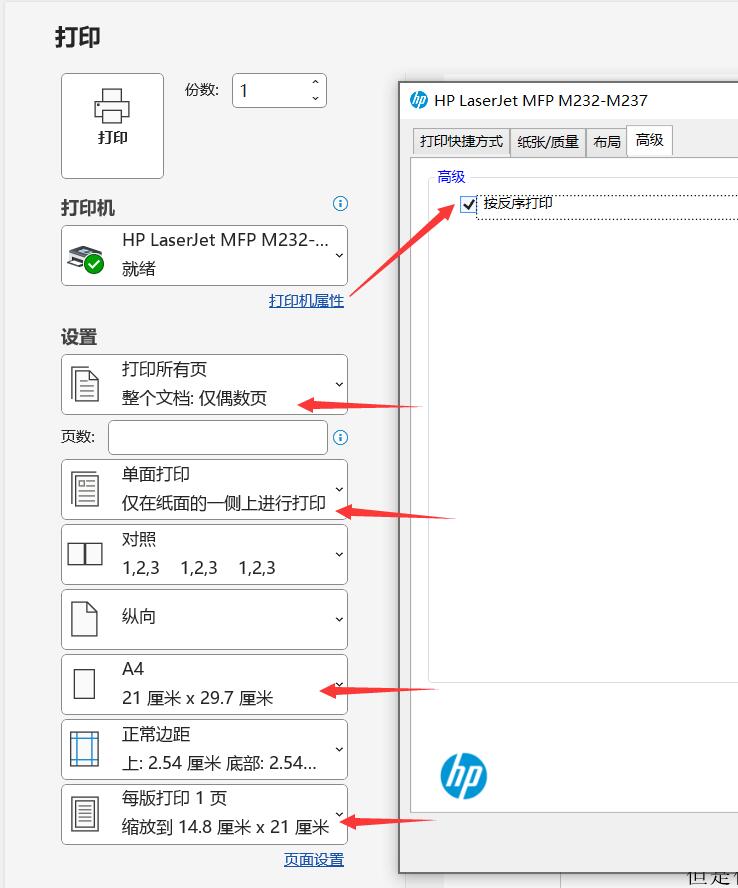 打印
打印
份数: 1
打印机
HP LaserJet MFP M232-...
就绪
打印机属性
设置
打印所有页
整个文档: 仅偶数页
页数:
单面打印
仅在纸面的一侧上进行打印
对照
1,2,3 1,2,3 1,2,3
纵向
A4
21 厘米 x 29.7 厘米
正常边距
上: 2.54 厘米 底部: 2.54...
每版打印 1 页
缩放到 14.8 厘米 x 21 厘米
页面设置
hp HP LaserJet MFP M232-M237
打印快捷方式 纸张/质量 布局 高级
高级
按反序打印
hp
但是